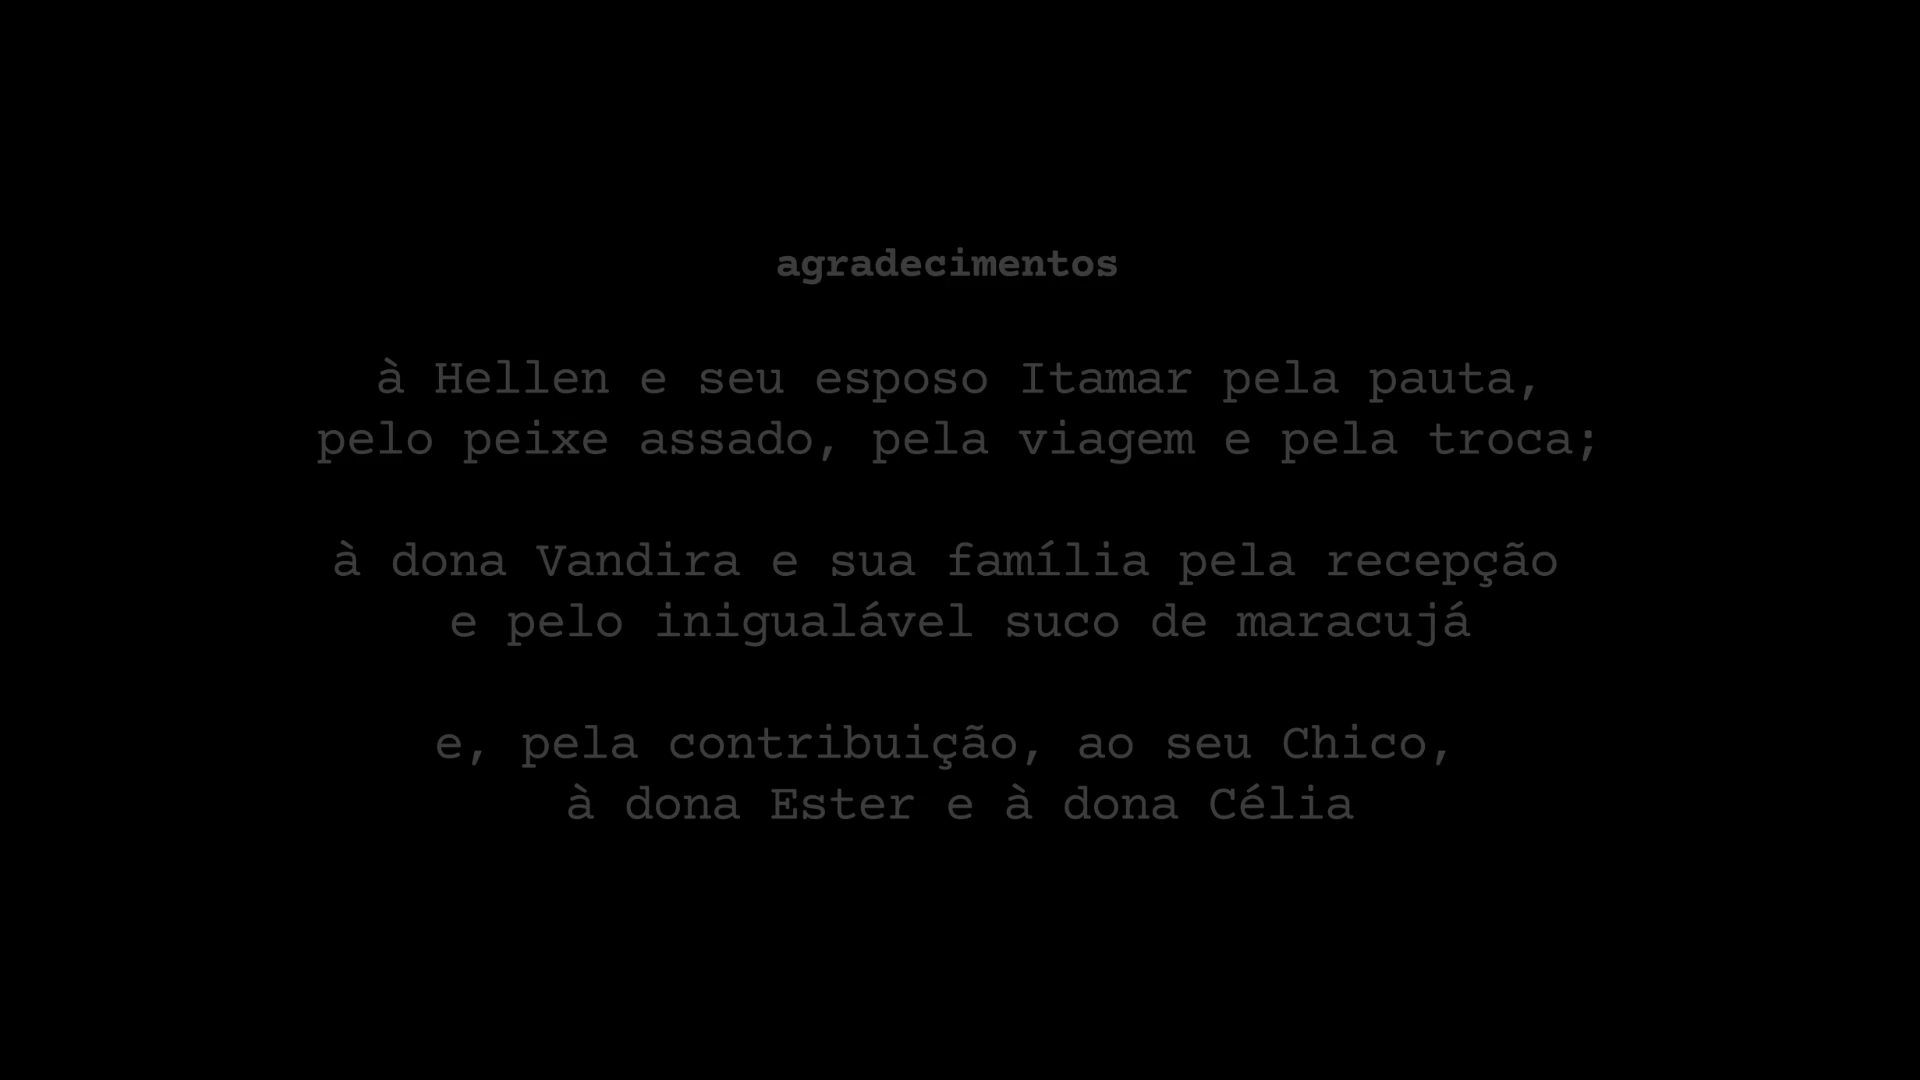 agradecimentos
à Hellen e seu esposo Itamar pela pauta,
pelo peixe assado, pela viagem e pela troca;
à dona Vandira e sua família pela recepção
e pelo inigualável suco de maracujá
e, pela contribuição, ao seu Chico,
à dona Ester e à dona Célia